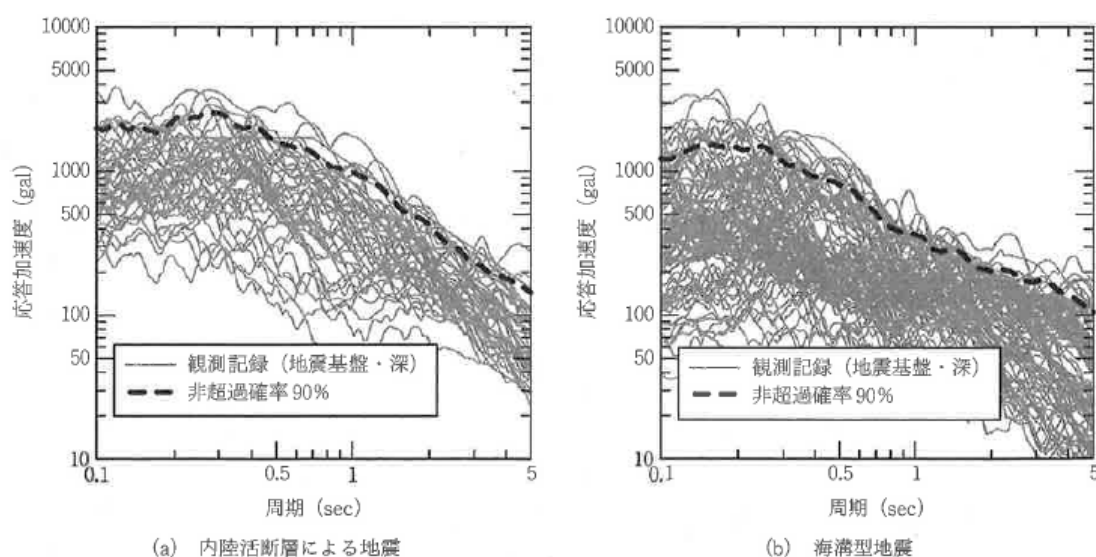 10000
5000
1000
500
100
50
10
0.1
0.5
1
5
応答加速度 (gal)
周期 (sec)
観測記録 (地震基盤・深)
非超過確率 90%
(a) 内陸活断層による地震
10000
5000
1000
500
100
50
10
0.1
0.5
1
5
応答加速度 (gal)
周期 (sec)
観測記録 (地震基盤・深)
非超過確率 90%
(b) 海溝型地震